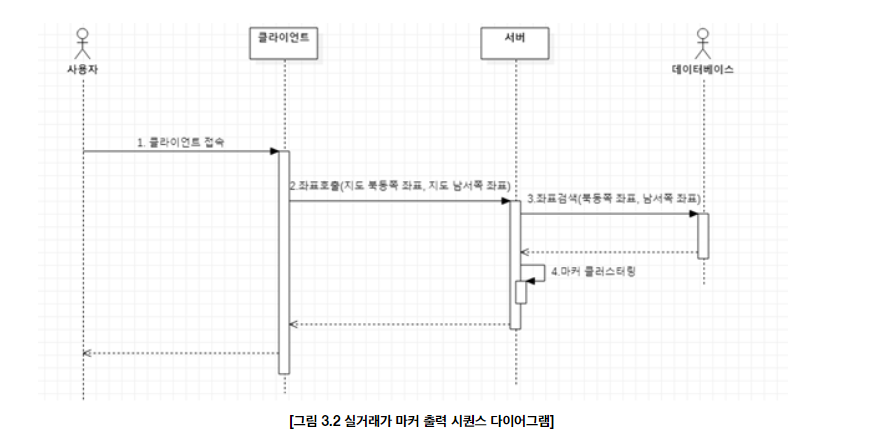 사용자
클라이언트
서버
데이터베이스
1. 클라이언트 접속
2.좌표호출(지도 북동쪽 좌표, 지도 남서쪽 좌표)
3.좌표검색(북동쪽 좌표, 남서쪽 좌표)
4.마커 클러스터링
[그림 3.2 실거래가 마커 출력 시퀀스 다이어그램]